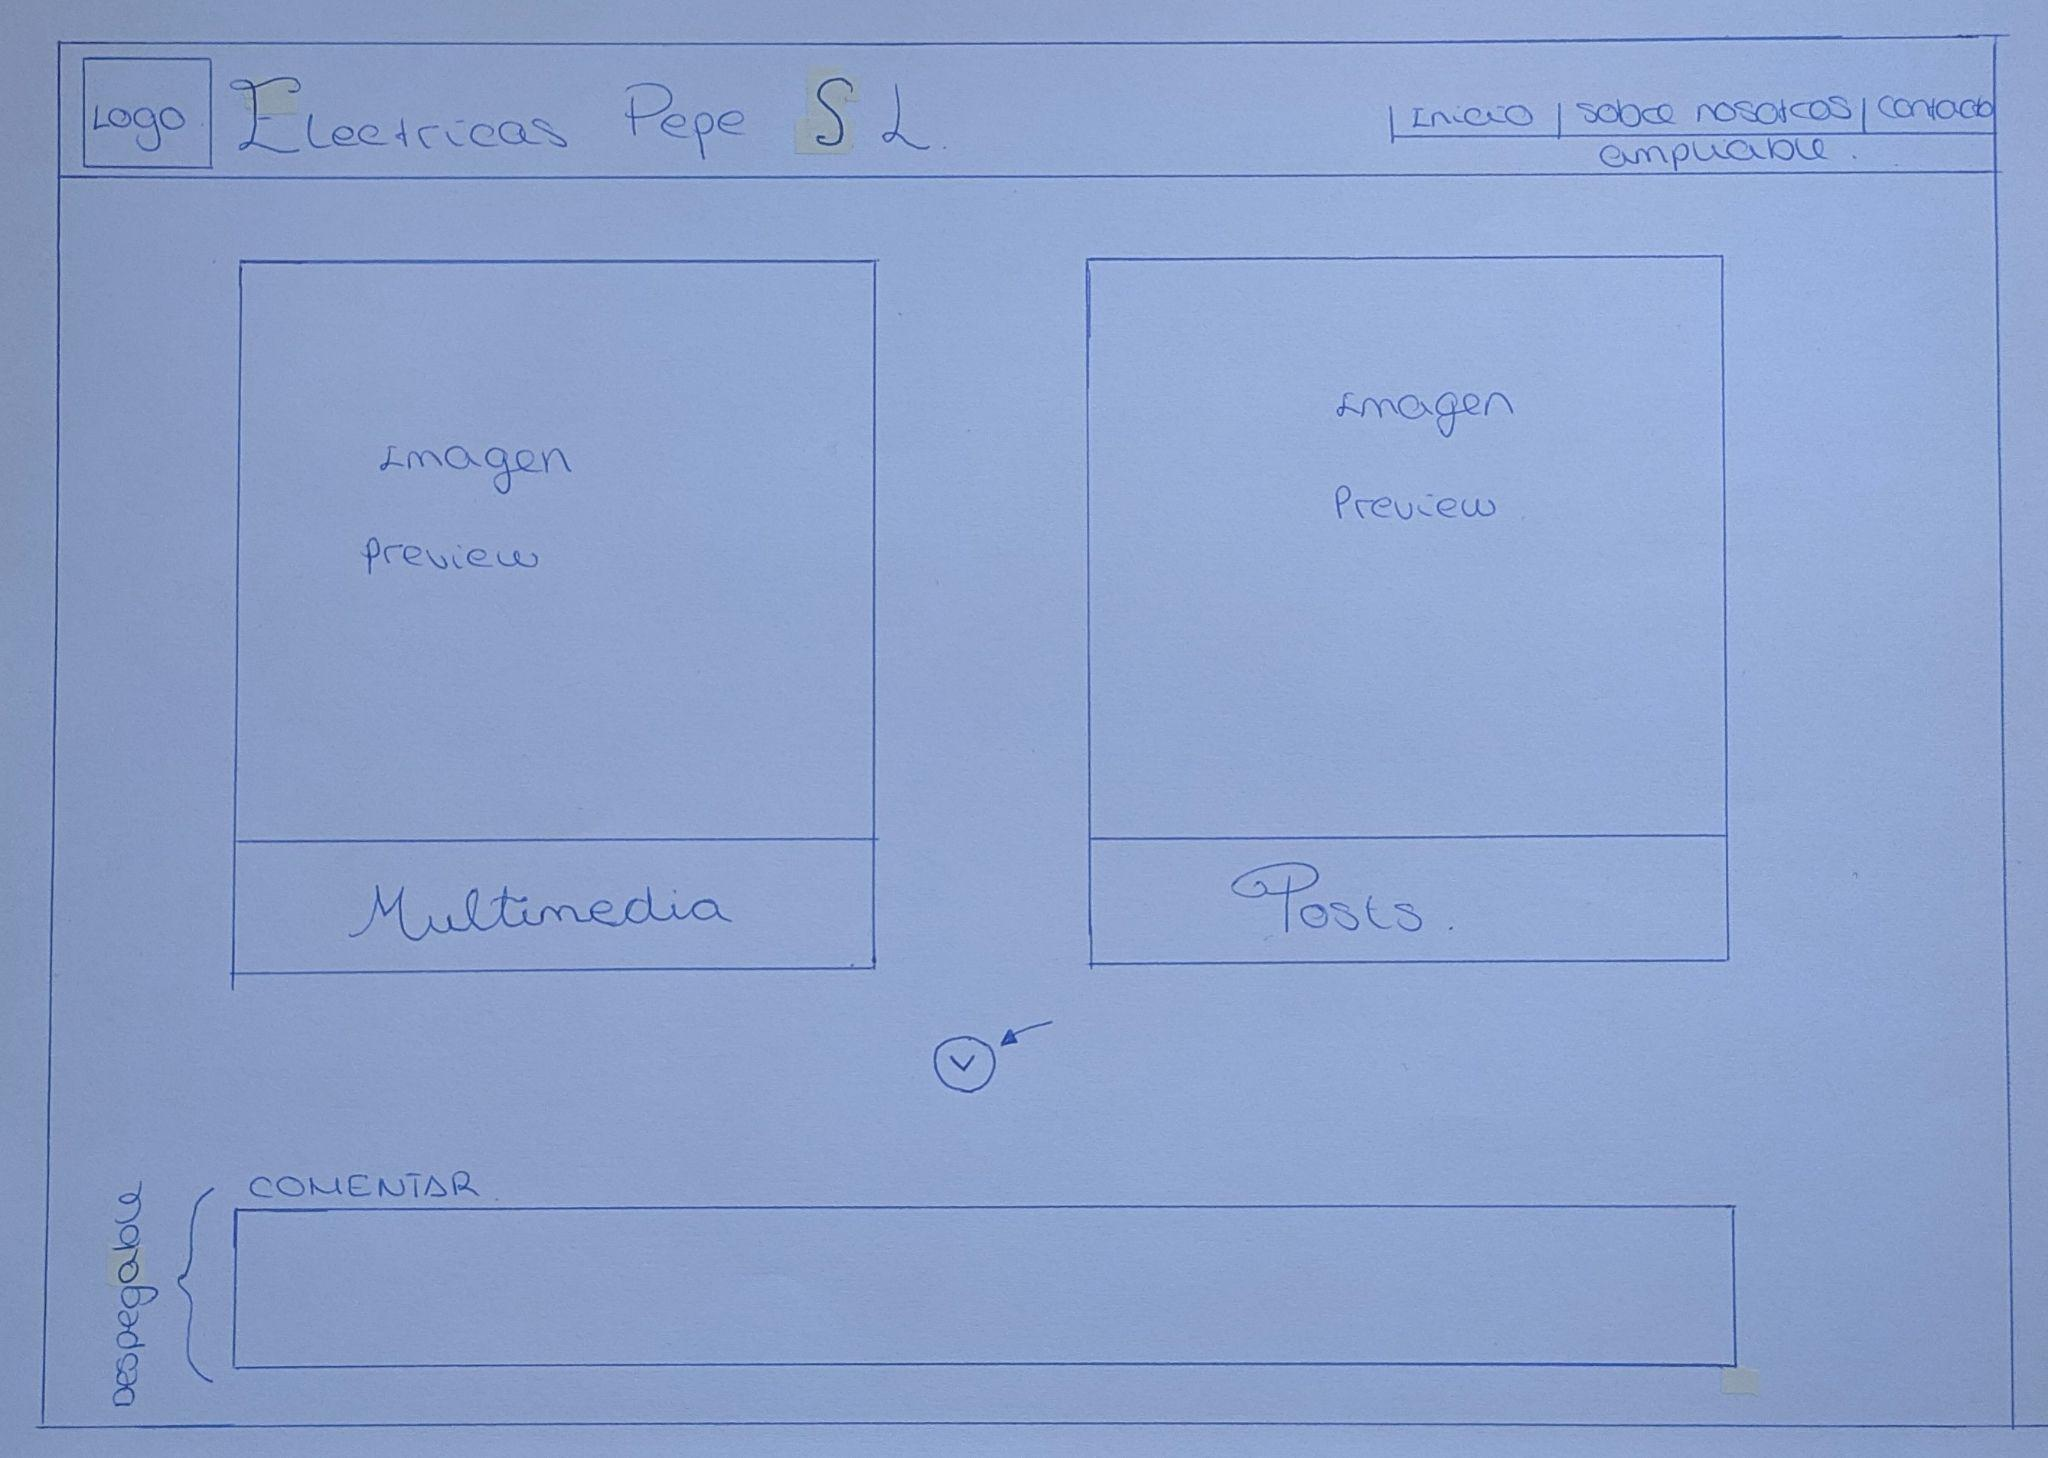 Logo
Electricas Pepe S L.
| Inicio | sobre nosotros | contacto
ampliable.
Imagen
Preview
Imagen
Preview
Multimedia
Posts.
COMENTAR
Despegable